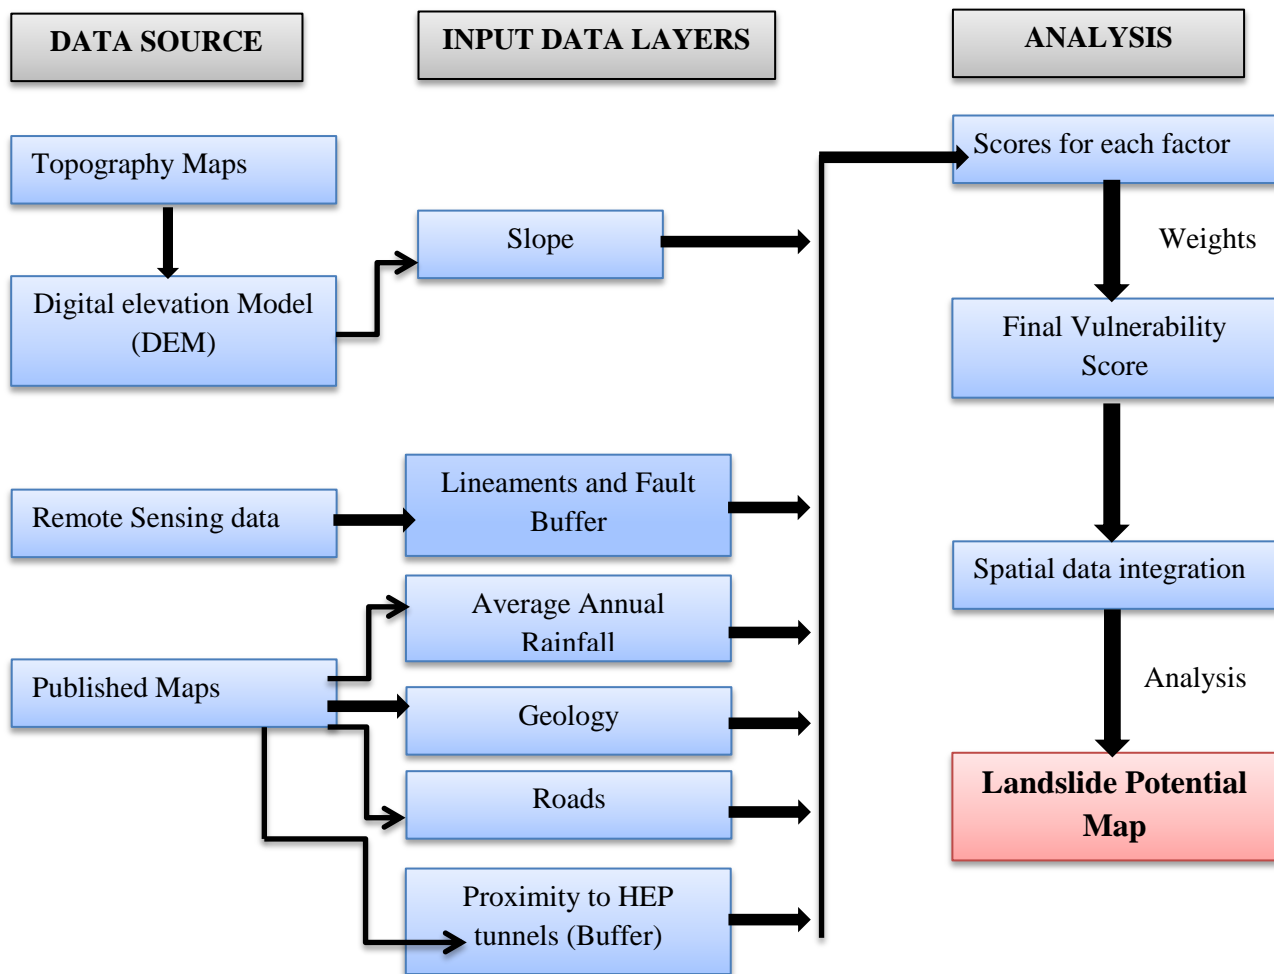 DATA SOURCE
INPUT DATA LAYERS
ANALYSIS
Topography Maps
Digital elevation Model
(DEM)
Remote Sensing data
Published Maps
Slope
Lineaments and Fault
Buffer
Average Annual
Rainfall
Geology
Roads
Proximity to HEP
tunnels (Buffer)
Scores for each factor
Weights
Final Vulnerability
Score
Spatial data integration
Analysis
Landslide Potential
Map